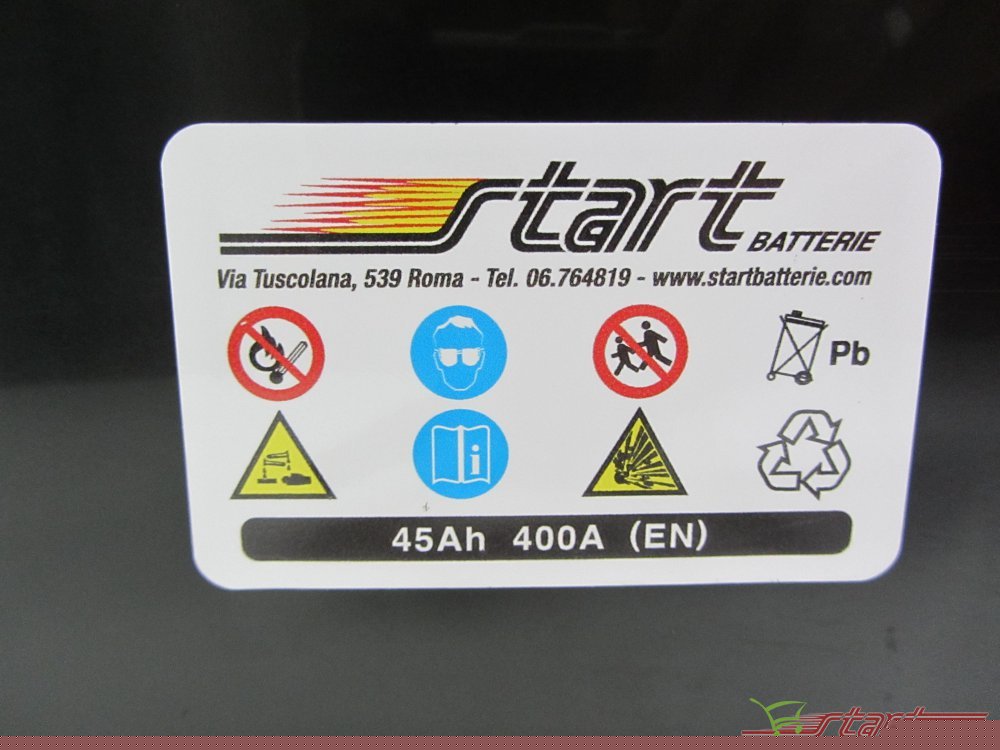 start BATTERIE
Via Tuscolana, 539 Roma - Tel. 06.764819 - www.startbatterie.com
Pb
i
45Ah 400A (EN)
start